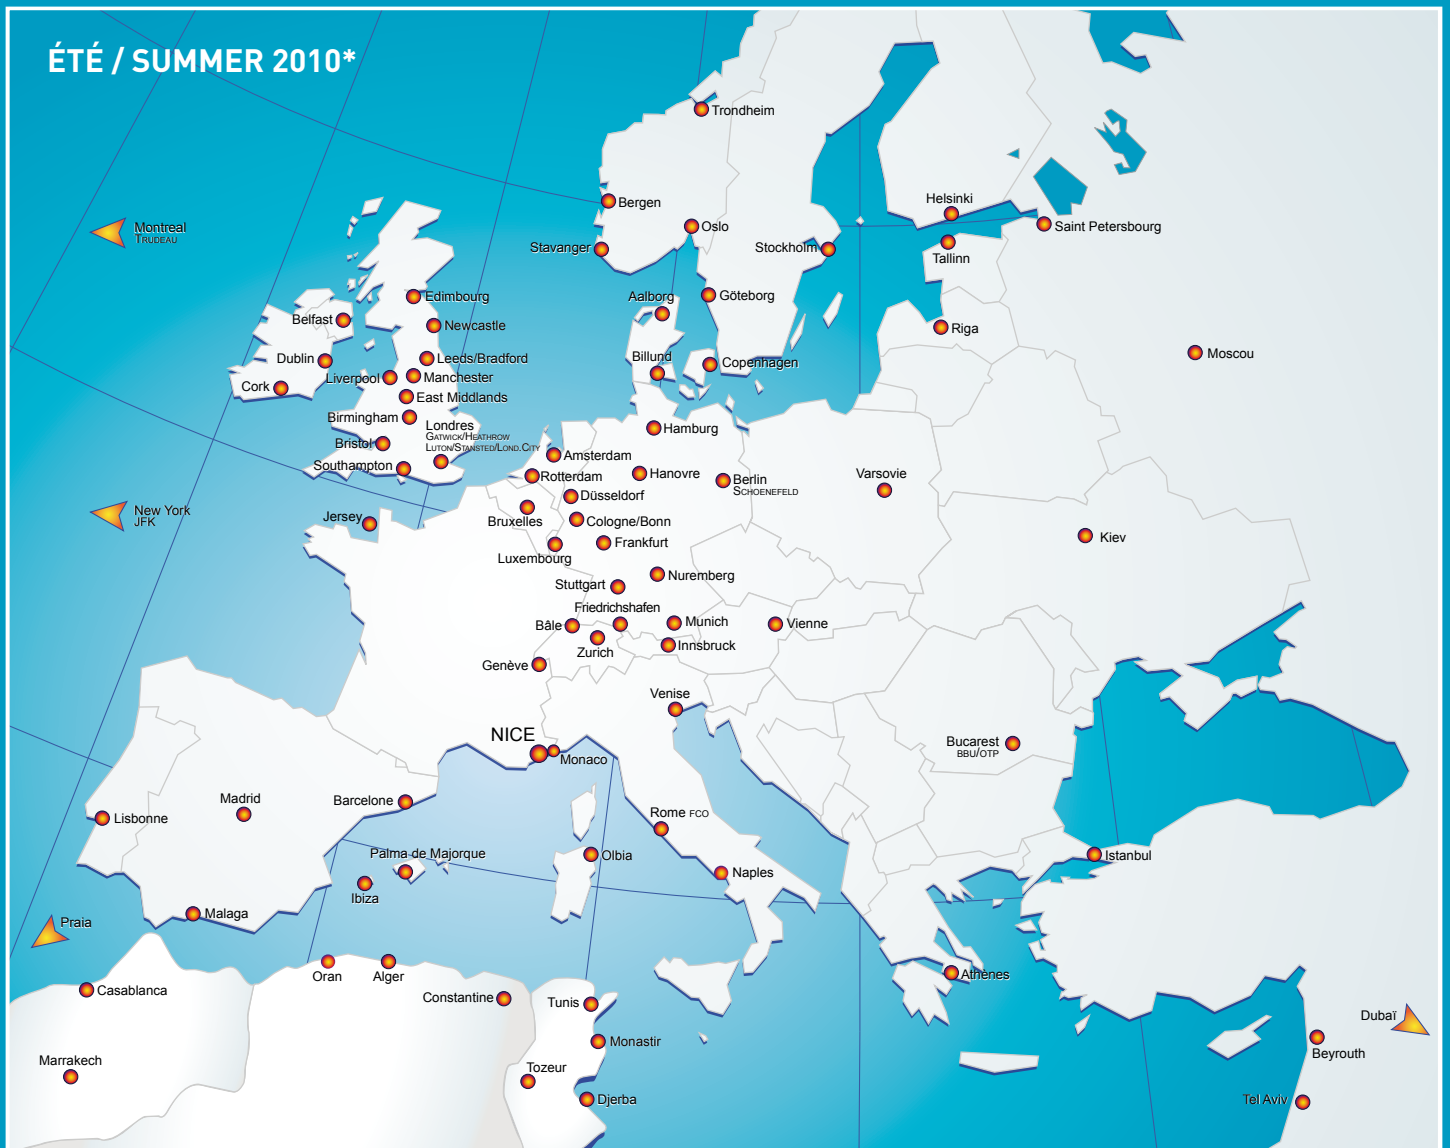 ÉTÉ / SUMMER 2010*
Trondheim
Bergen
Helsinki
Montreal
TRUDEAU
Oslo
Saint Petersbourg
Stavanger
Stockholm
Tallinn
Edimbourg
Aalborg
Göteborg
Belfast
Newcastle
Riga
Dublin
Leeds/Bradford
Billund
Copenhagen
Moscou
Liverpool
Manchester
Cork
East Middlands
Birmingham
Londres
GATWICK/HEATHROW
LUTON/STANSTED/LOND.CITY
Hamburg
Bristol
Amsterdam
Southampton
Rotterdam
Hanovre
Berlin
SCHOENEFELD
Varsovie
Düsseldorf
New York
JFK
Jersey
Bruxelles
Cologne/Bonn
Kiev
Luxembourg
Frankfurt
Stuttgart
Nuremberg
Friedrichshafen
Bâle
Munich
Vienne
Zurich
Innsbruck
Genève
Venise
NICE
Monaco
Bucarest
BBU/OTP
Madrid
Barcelone
Lisbonne
Rome FCO
Palma de Majorque
Olbia
Istanbul
Ibiza
Naples
Malaga
Praia
Oran
Alger
Athènes
Casablanca
Constantine
Tunis
Dubaï
Monastir
Beyrouth
Marrakech
Tozeur
Djerba
Tel Aviv